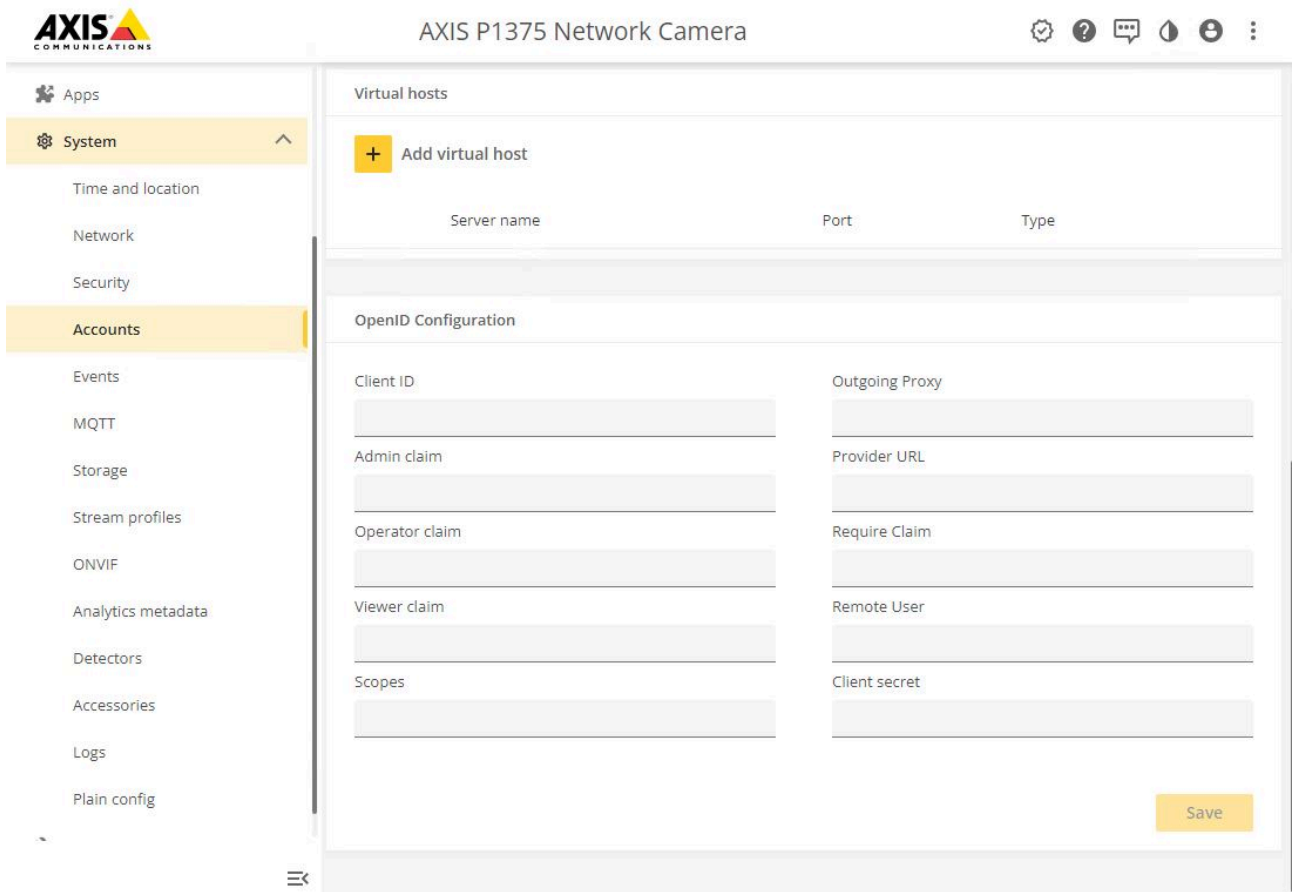 AXIS
COMMUNICATIONS
AXIS P1375 Network Camera
Apps
System
Time and location
Network
Security
Accounts
Events
MQTT
Storage
Stream profiles
ONVIF
Analytics metadata
Detectors
Accessories
Logs
Plain config
Virtual hosts
+ Add virtual host
Server name Port Type
OpenID Configuration
Client ID Outgoing Proxy
Admin claim Provider URL
Operator claim Require Claim
Viewer claim Remote User
Scopes Client secret
Save